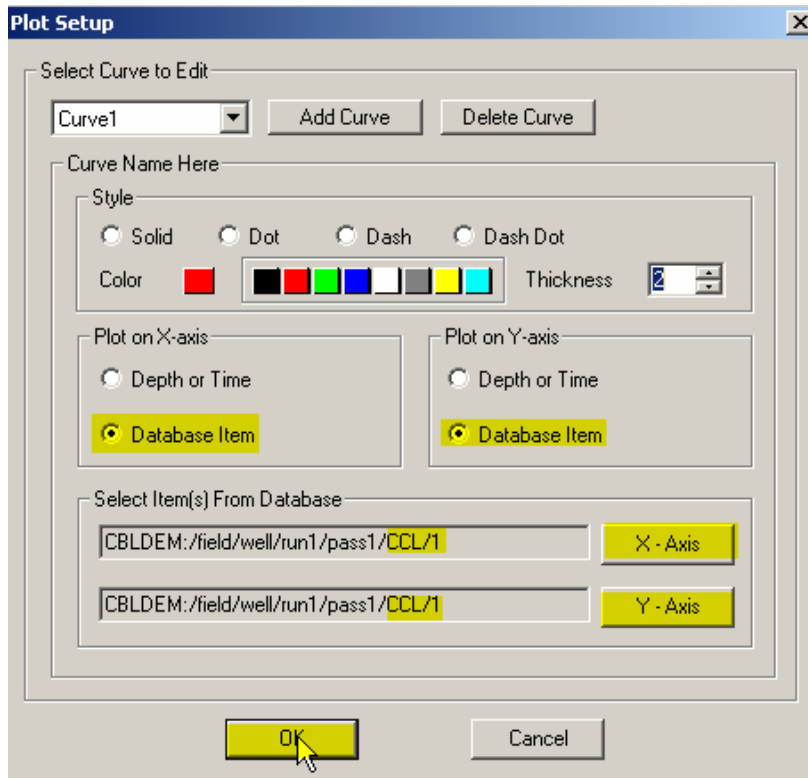 Plot Setup
Select Curve to Edit
Curve1 Add Curve Delete Curve
Curve Name Here
Style
Solid Dot Dash Dash Dot
Color Thickness 2
Plot on X-axis Plot on Y-axis
Depth or Time Depth or Time
Database Item Database Item
Select Item(s) From Database
CBLDEM:/field/well/run1/pass1/CCL/1 X - Axis
CBLDEM:/field/well/run1/pass1/CCL/1 Y - Axis
OK Cancel